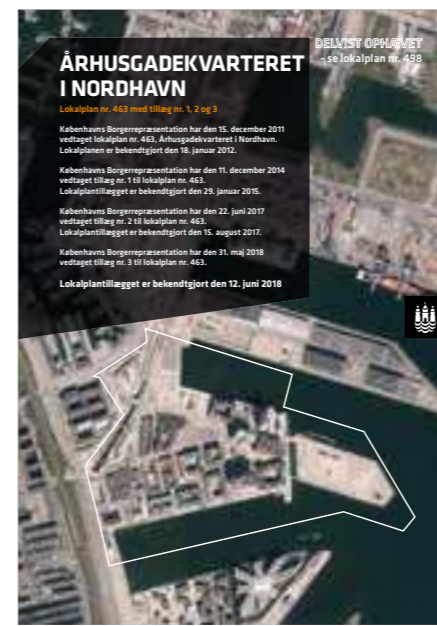 DELVIST OPHÆVET
- se lokalplan nr. 498
ÅRHUSGADEKVARTERET
I NORDHAVN
Lokalplan nr. 463 med tillæg nr. 1, 2 og 3
Københavns Borgerrepræsentation har den 15. december 2011
vedtaget lokalplan nr. 463, Århusgadekvarteret i Nordhavn.
Lokalplanen er bekendtgjort den 18. januar 2012.
Københavns Borgerrepræsentation har den 11. december 2014
vedtaget tillæg nr. 1 til lokalplan nr. 463.
Lokalplantillægget er bekendtgjort den 29. januar 2015.
Københavns Borgerrepræsentation har den 22. juni 2017
vedtaget tillæg nr. 2 til lokalplan nr. 463.
Lokalplantillægget er bekendtgjort den 15. august 2017.
Københavns Borgerrepræsentation har den 31. maj 2018
vedtaget tillæg nr. 3 til lokalplan nr. 463.
Lokalplantillægget er bekendtgjort den 12. juni 2018